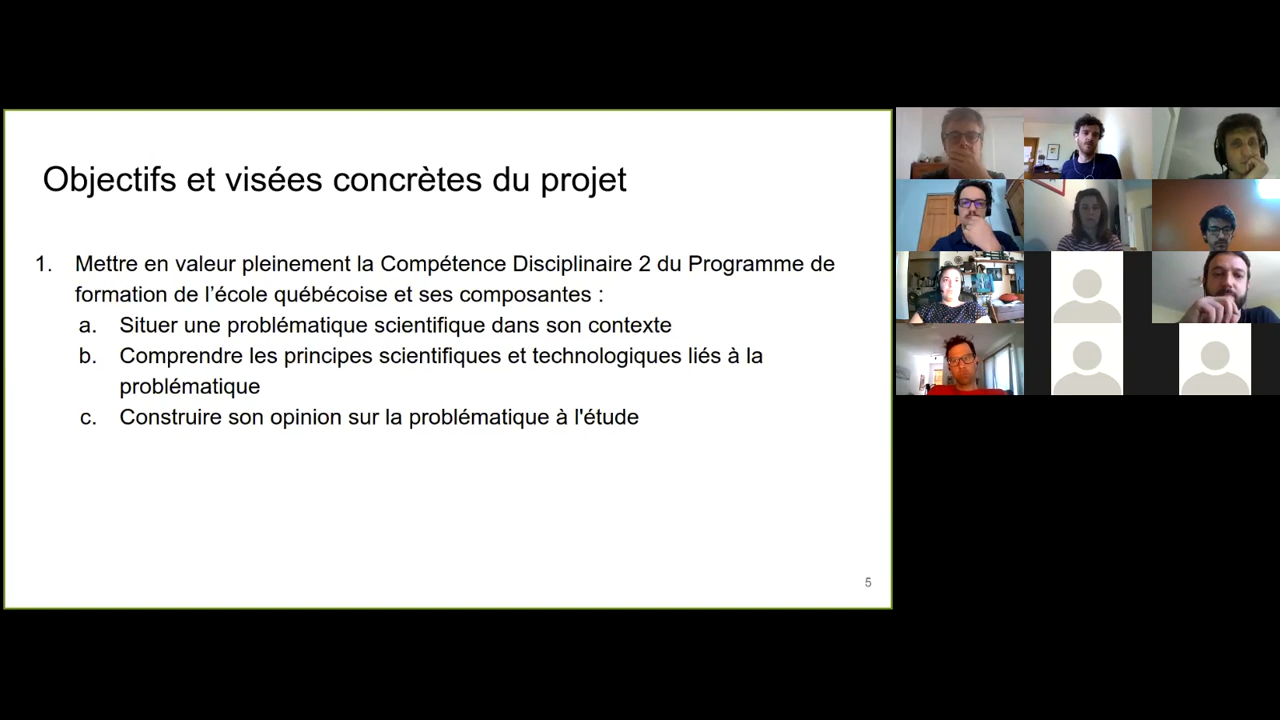 Objectifs et visées concrètes du projet
1. Mettre en valeur pleinement la Compétence Disciplinaire 2 du Programme de
formation de l’école québécoise et ses composantes :
a. Situer une problématique scientifique dans son contexte
b. Comprendre les principes scientifiques et technologiques liés à la
problématique
c. Construire son opinion sur la problématique à l'étude
5